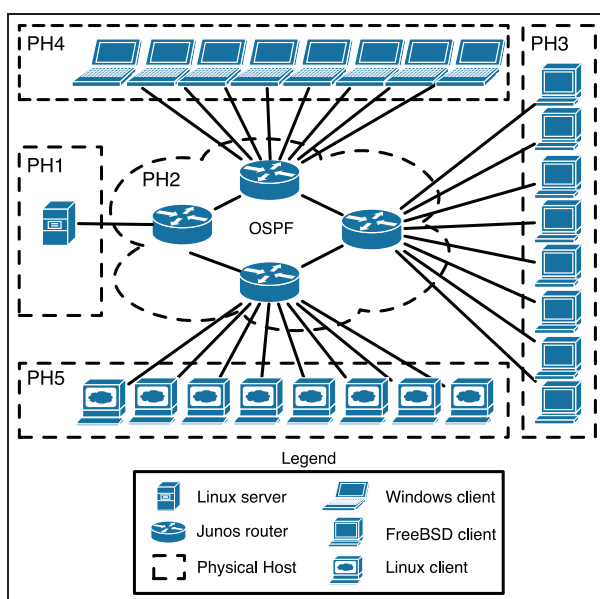 PH4
PH3
PH1
PH2
OSPF
PH5
Legend
Linux server
Windows client
Junos router
FreeBSD client
Physical Host
Linux client